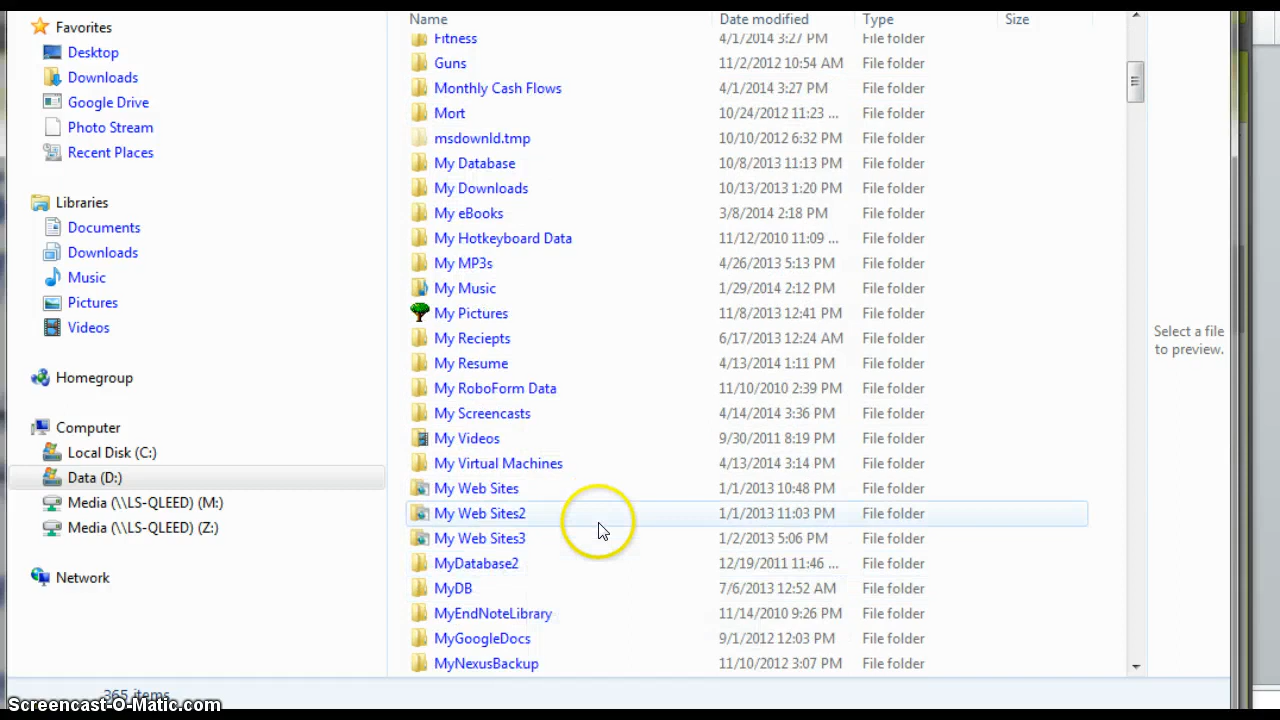 Name Date modified Type Size
Favorites
Desktop
Downloads
Google Drive
Photo Stream
Recent Places
Libraries
Documents
Downloads
Music
Pictures
Videos
Homegroup
Computer
Local Disk (C:)
Data (D:)
Media (\\LS-QLEED) (M:)
Media (\\LS-QLEED) (Z:)
Network
Fitness 4/1/2014 3:27 PM File folder
Guns 11/2/2012 10:54 AM File folder
Monthly Cash Flows 4/1/2014 3:27 PM File folder
Mort 10/24/2012 11:23 ... File folder
msdownld.tmp 10/10/2012 6:32 PM File folder
My Database 10/8/2013 11:13 PM File folder
My Downloads 10/13/2013 1:20 PM File folder
My eBooks 3/8/2014 2:18 PM File folder
My Hotkeyboard Data 11/12/2010 11:09 ... File folder
My MP3s 4/26/2013 5:13 PM File folder
My Music 1/29/2014 2:12 PM File folder
My Pictures 11/8/2013 12:41 PM File folder
My Reciepts 6/17/2013 12:24 AM File folder
My Resume 4/13/2014 1:11 PM File folder
My RoboForm Data 11/10/2010 2:39 PM File folder
My Screencasts 4/14/2014 3:36 PM File folder
My Videos 9/30/2011 8:19 PM File folder
My Virtual Machines 4/13/2014 3:14 PM File folder
My Web Sites 1/1/2013 10:48 PM File folder
My Web Sites2 1/1/2013 11:03 PM File folder
My Web Sites3 1/2/2013 5:06 PM File folder
MyDatabase2 12/19/2011 11:46 ... File folder
MyDB 7/6/2013 12:52 AM File folder
MyEndNoteLibrary 11/14/2010 9:26 PM File folder
MyGoogleDocs 9/1/2012 12:03 PM File folder
MyNexusBackup 11/10/2012 3:07 PM File folder
Select a file
to preview.
365 items
Screencast-O-Matic.com